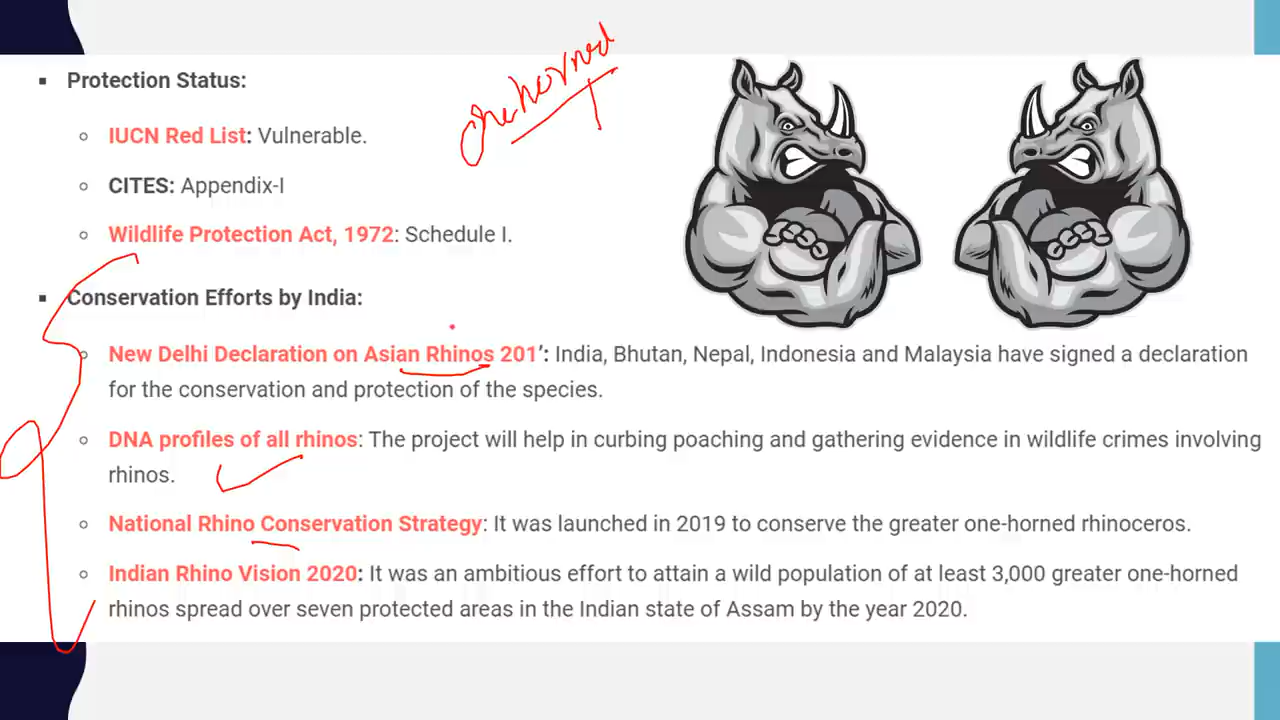 Protection Status:
one horned
IUCN Red List: Vulnerable.
CITES: Appendix-I
Wildlife Protection Act, 1972: Schedule I.
Conservation Efforts by India:
New Delhi Declaration on Asian Rhinos 201': India, Bhutan, Nepal, Indonesia and Malaysia have signed a declaration
for the conservation and protection of the species.
DNA profiles of all rhinos: The project will help in curbing poaching and gathering evidence in wildlife crimes involving
rhinos.
National Rhino Conservation Strategy: It was launched in 2019 to conserve the greater one-horned rhinoceros.
Indian Rhino Vision 2020: It was an ambitious effort to attain a wild population of at least 3,000 greater one-horned
rhinos spread over seven protected areas in the Indian state of Assam by the year 2020.